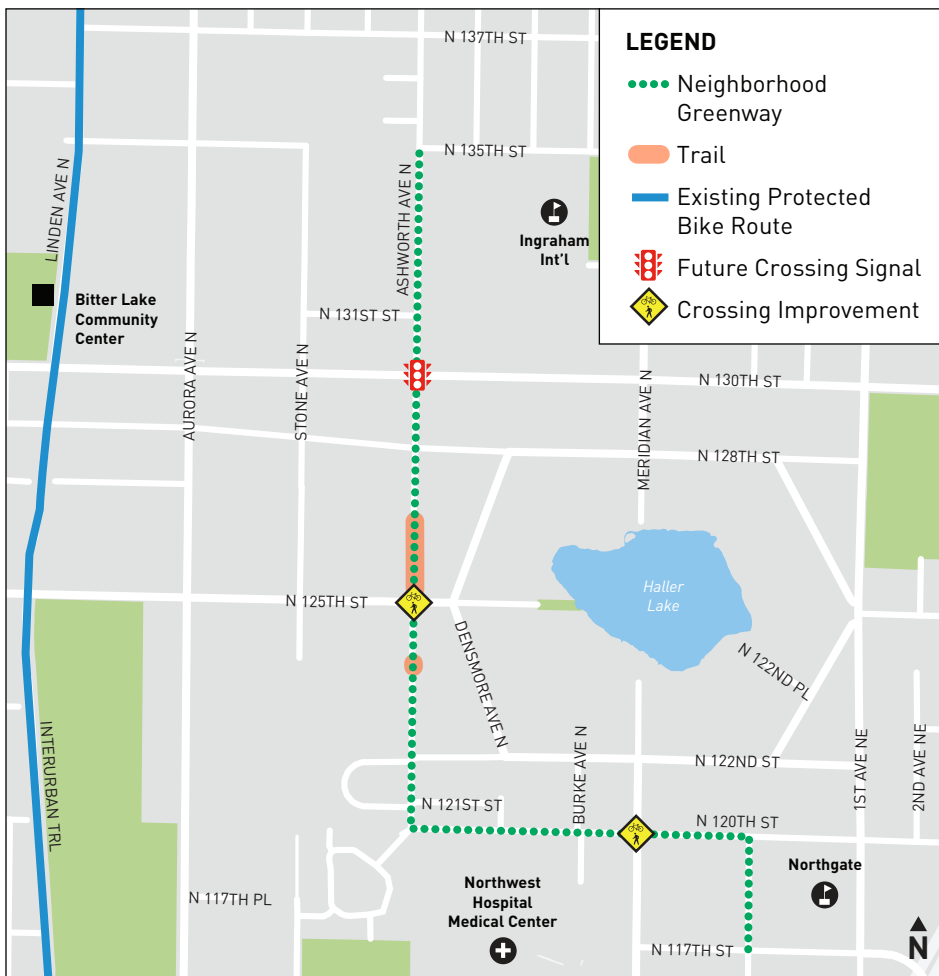 N 137TH ST
LEGEND
Neighborhood
Greenway
Trail
Existing Protected
Bike Route
Future Crossing Signal
Crossing Improvement
N 135TH ST
LINDEN AVE N
ASHWORTH AVE N
Ingraham
Int'l
Bitter Lake
Community
Center
N 131ST ST
AURORA AVE N
STONE AVE N
N 130TH ST
MERIDIAN AVE N
N 128TH ST
Haller
Lake
N 125TH ST
DENSMORE AVE N
N 122ND PL
INTERURBAN TRL
N 122ND ST
BURKE AVE N
1ST AVE NE
2ND AVE NE
N 121ST ST
N 120TH ST
Northgate
Northwest
Hospital
Medical Center
N 117TH PL
N 117TH ST
N